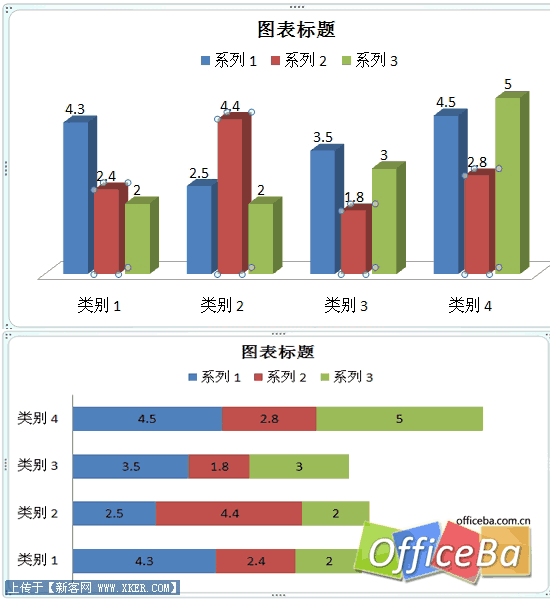 图表标题
系列 1 系列 2 系列 3
4.3 2.4 2 2.5 4.4 2 3.5 1.8 3 4.5 2.8 5
类别 1 类别 2 类别 3 类别 4
图表标题
系列 1 系列 2 系列 3
类别 4 4.5 2.8 5
类别 3 3.5 1.8 3
类别 2 2.5 4.4 2
officeba.com.cn
OfficeBa
类别 1 4.3 2.4 2
上传于【新客网 www.XKER.com】